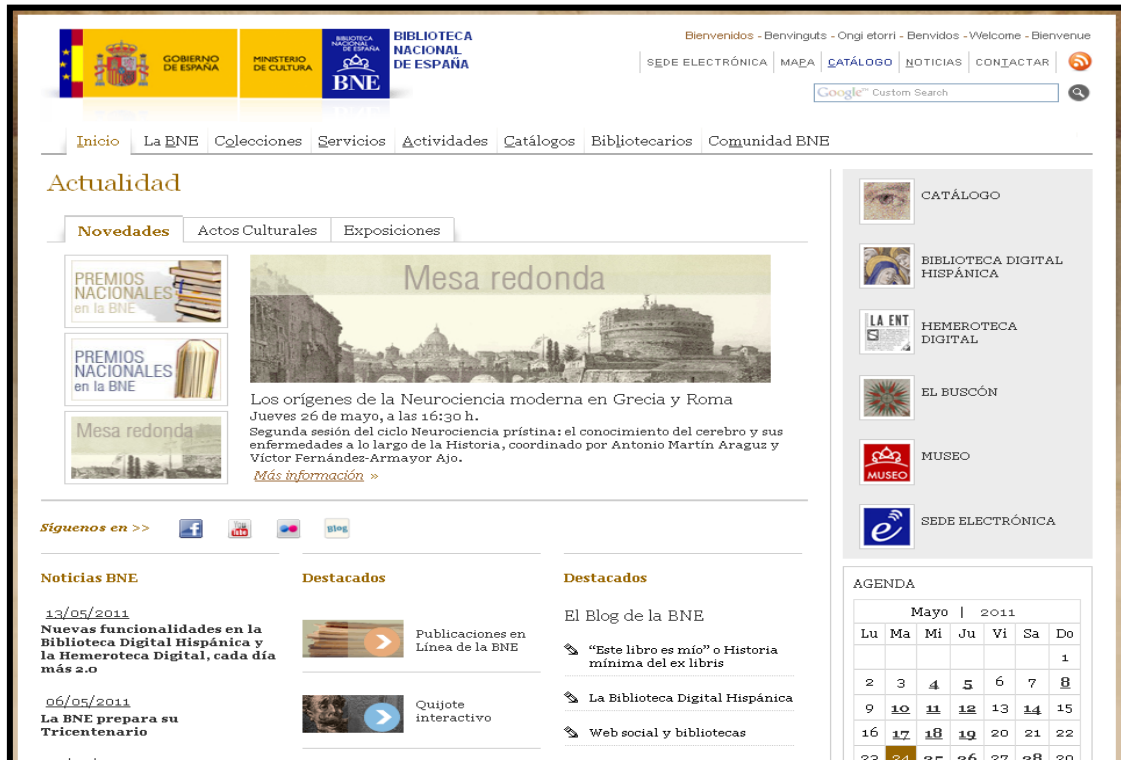 GOBIERNO
DE ESPAÑA
MINISTERIO
DE CULTURA
BIBLIOTECA
NACIONAL
DE ESPAÑA
BNE
BIBLIOTECA
NACIONAL
DE ESPAÑA
Bienvenidos - Benvinguts - Ongi etorri - Benvidos - Welcome - Bienvenue
SEDE ELECTRÓNICA | MAPA | CATÁLOGO | NOTICIAS | CONTACTAR
Google™ Custom Search
Inicio La BNE Colecciones Servicios Actividades Catálogos Bibliotecarios Comunidad BNE
Actualidad
Novedades Actos Culturales Exposiciones
PREMIOS
NACIONALES
en la BNE
PREMIOS
NACIONALES
en la BNE
Mesa redonda
Mesa redonda
Los orígenes de la Neurociencia moderna en Grecia y Roma
Jueves 26 de mayo, a las 16:30 h.
Segunda sesión del ciclo Neurociencia prístina: el conocimiento del cerebro y sus
enfermedades a lo largo de la Historia, coordinado por Antonio Martín Araguz y
Víctor Fernández-Armayor Ajo.
Más información »
Síguenos en >>
f
You
Tube
Blog
Noticias BNE
13/05/2011
Nuevas funcionalidades en la
Biblioteca Digital Hispánica y
la Hemeroteca Digital, cada día
más 2.0
06/05/2011
La BNE prepara su
Tricentenario
Destacados
Publicaciones en
Línea de la BNE
Quijote
interactivo
Destacados
El Blog de la BNE
“Este libro es mío” o Historia
mínima del ex libris
La Biblioteca Digital Hispánica
Web social y bibliotecas
CATÁLOGO
BIBLIOTECA DIGITAL
HISPÁNICA
LA ENT
HEMEROTECA
DIGITAL
EL BUSCÓN
MUSEO
MUSEO
e
SEDE ELECTRÓNICA
AGENDA
Mayo | 2011
Lu Ma Mi Ju Vi Sa Do
1
2 3 4 5 6 7 8
9 10 11 12 13 14 15
16 17 18 19 20 21 22
23 24 25 26 27 28 29